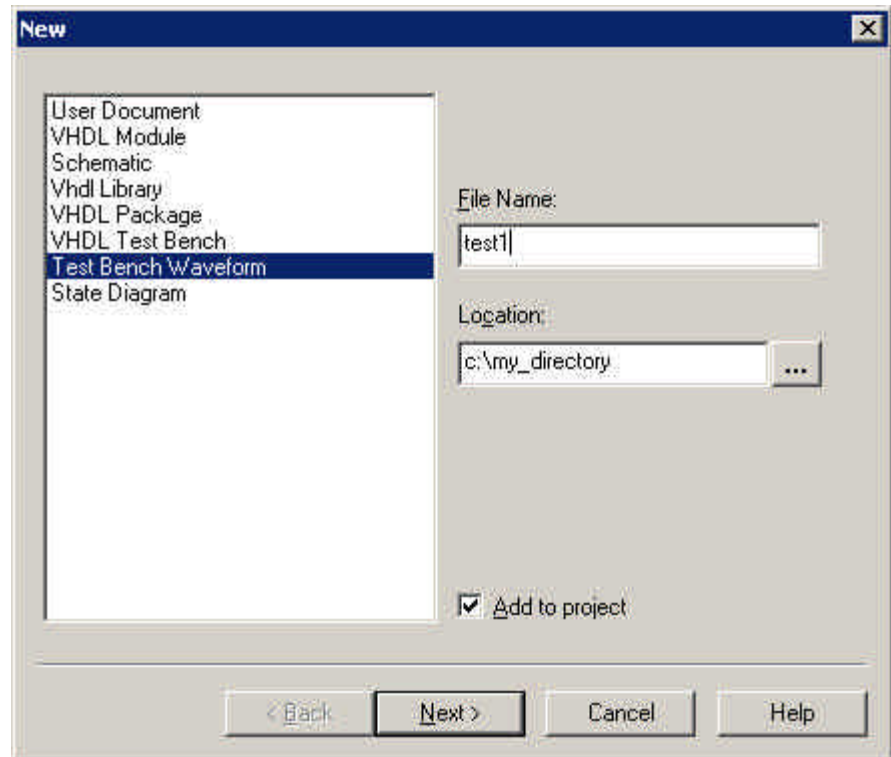 New
User Document
VHDL Module
Schematic
Vhdl Library
VHDL Package
VHDL Test Bench
Test Bench Waveform
State Diagram
File Name:
test1
Location:
c:\my_directory
...
Add to project
< Back
Next >
Cancel
Help